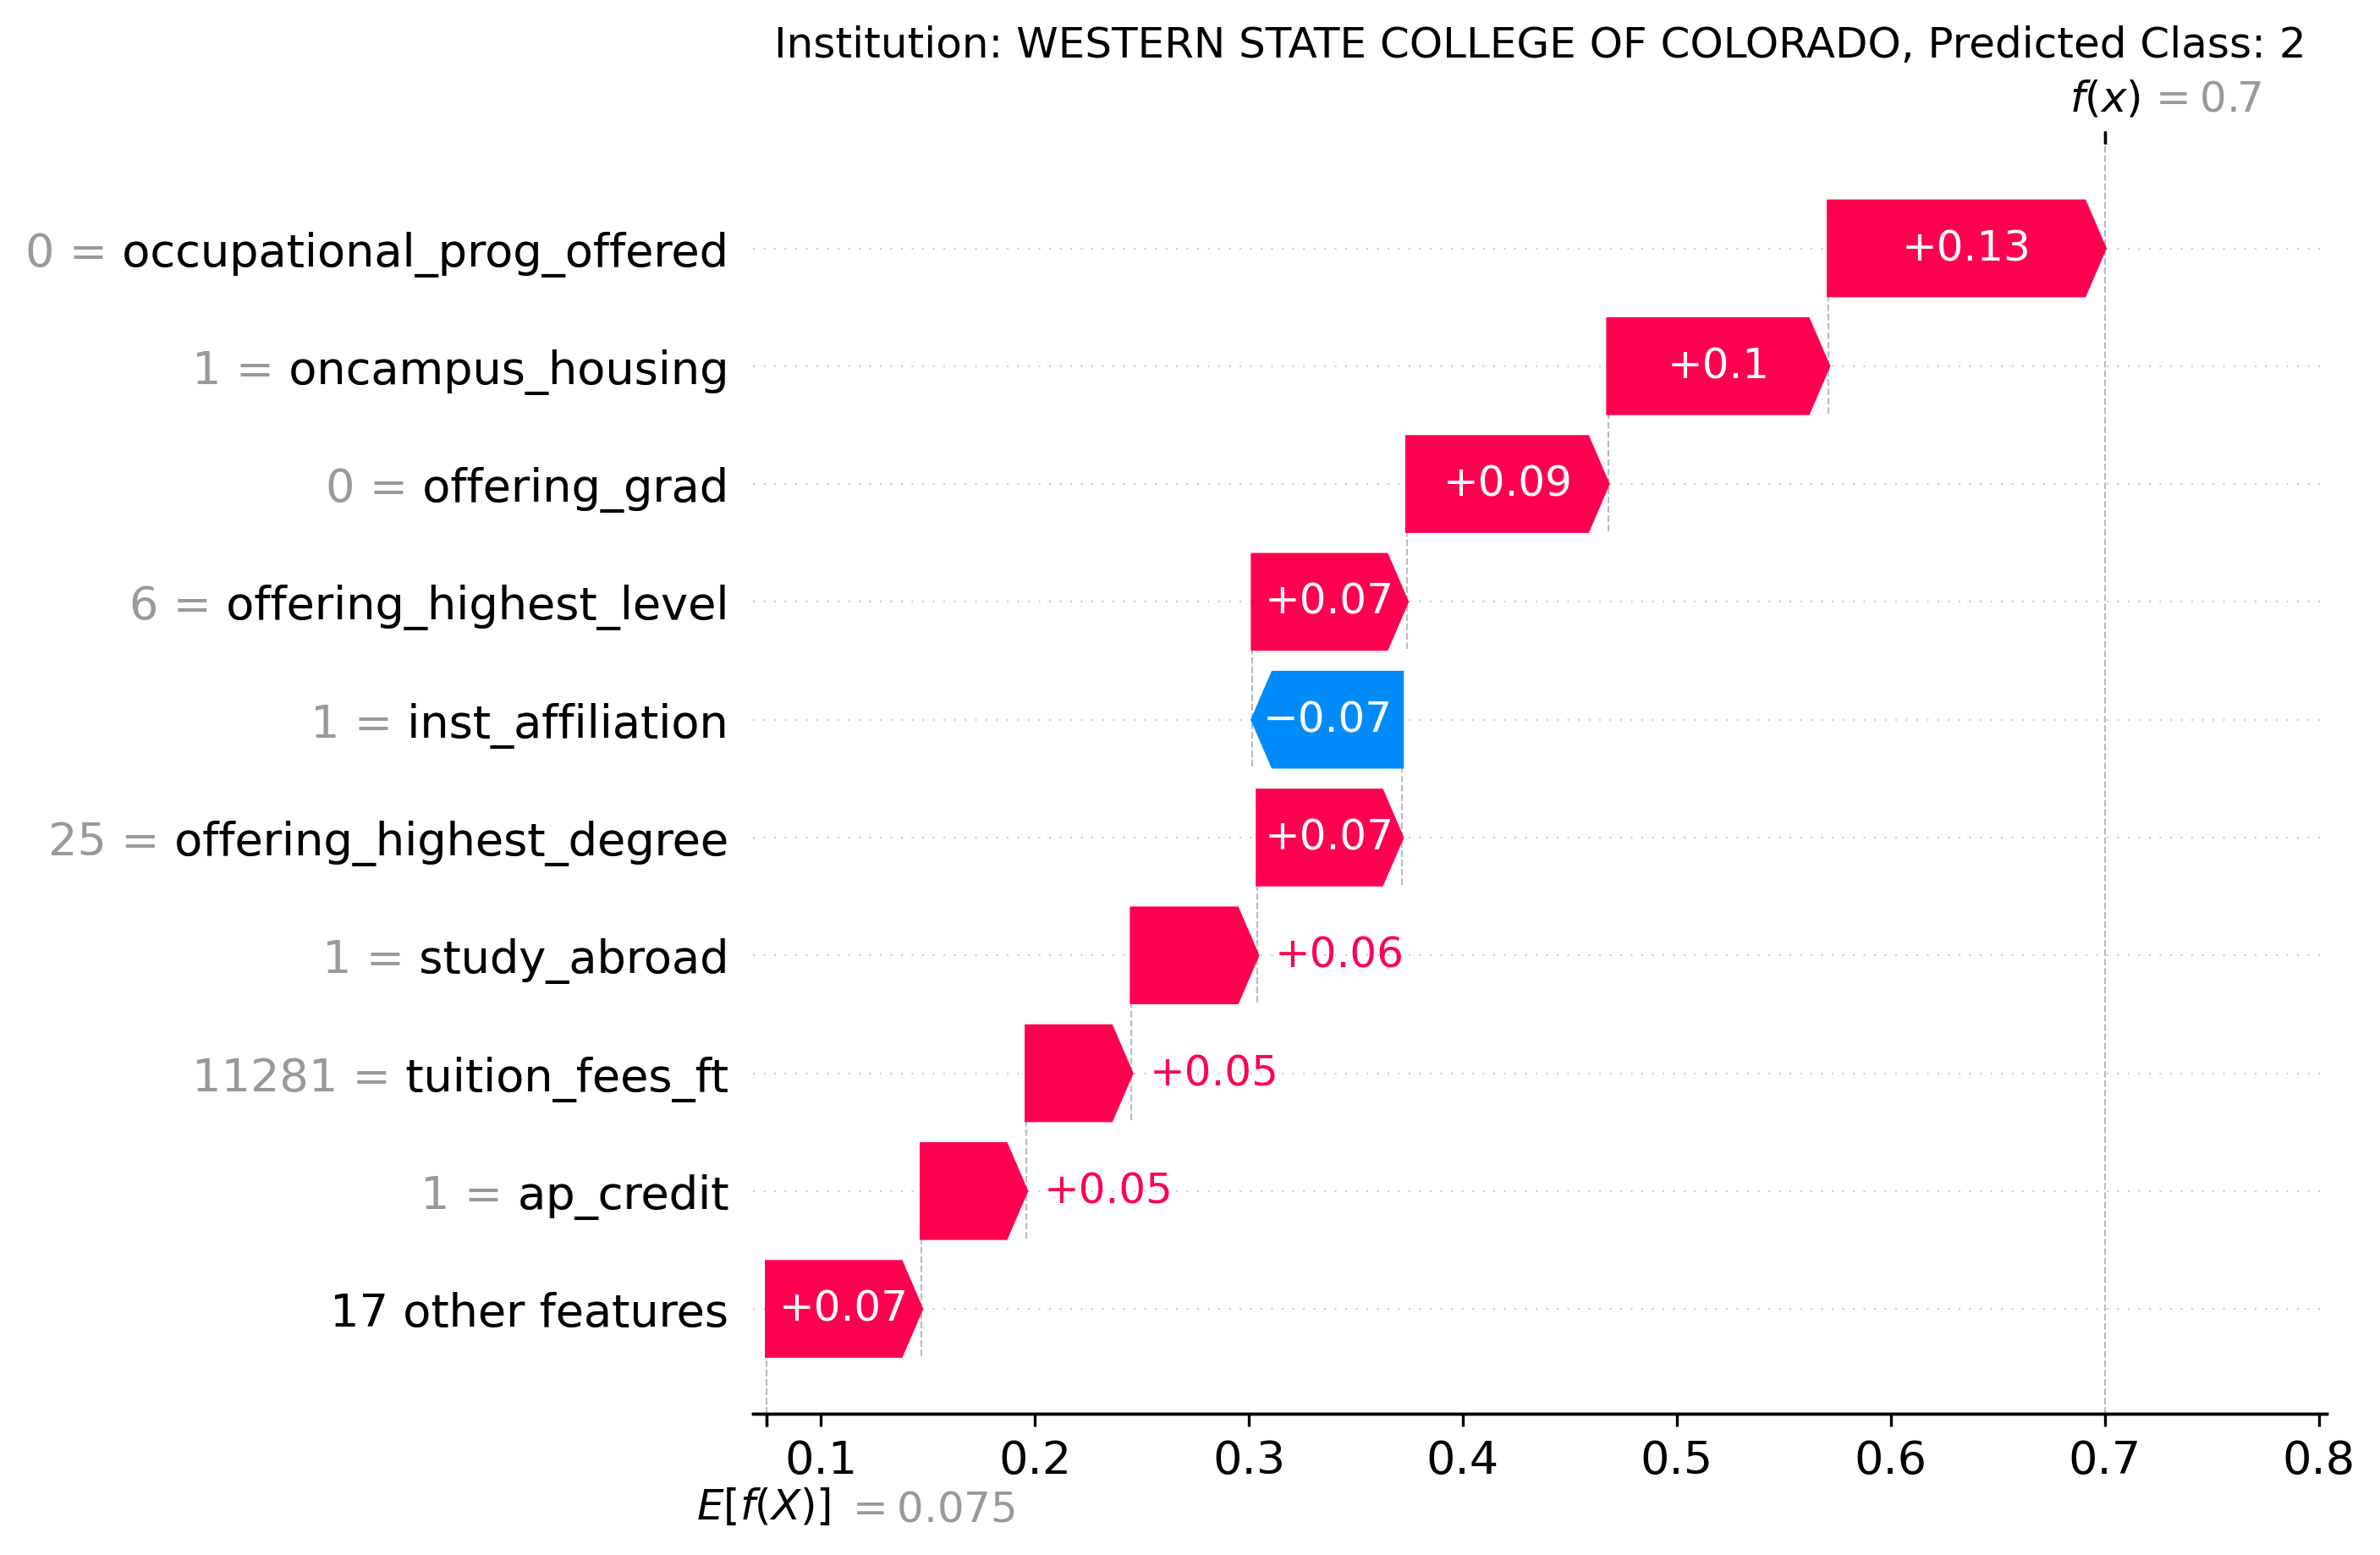 Institution: WESTERN STATE COLLEGE OF COLORADO, Predicted Class: 2
f(x) = 0.7
0 = occupational_prog_offered +0.13
1 = oncampus_housing +0.1
0 = offering_grad +0.09
6 = offering_highest_level +0.07
1 = inst_affiliation −0.07
25 = offering_highest_degree +0.07
1 = study_abroad +0.06
11281 = tuition_fees_ft +0.05
1 = ap_credit +0.05
17 other features +0.07
0.1 0.2 0.3 0.4 0.5 0.6 0.7 0.8
E[f(X)] = 0.075